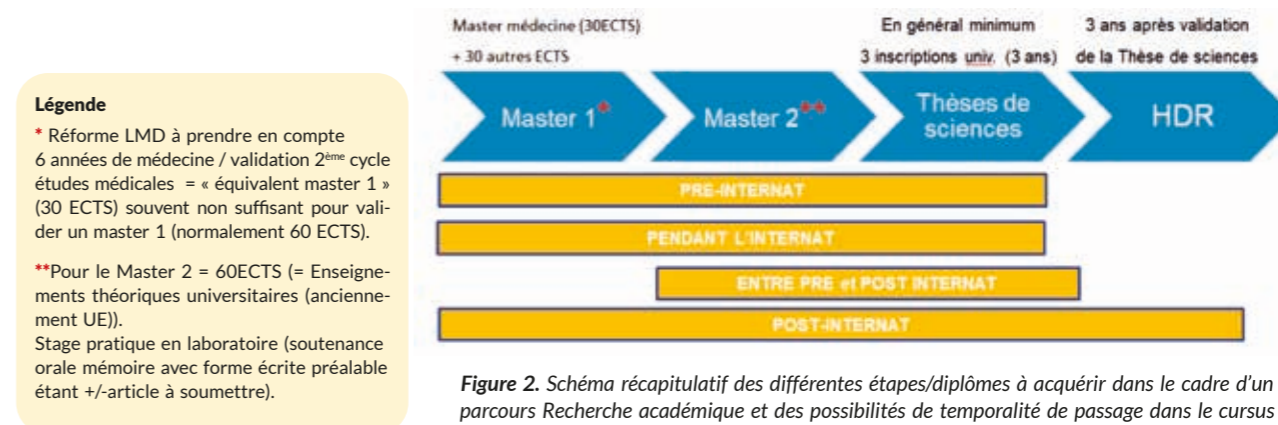 Master médecine (30ECTS)
+ 30 autres ECTS
En général minimum
3 inscriptions univ. (3 ans)
3 ans après validation
de la Thèse de sciences
Master 1*
Master 2**
Thèses de
sciences
HDR
PRE-INTERNAT
PENDANT L'INTERNAT
ENTRE PRE et POST INTERNAT
POST-INTERNAT
Légende
* Réforme LMD à prendre en compte
6 années de médecine / validation 2ème cycle
études médicales = « équivalent master 1 »
(30 ECTS) souvent non suffisant pour vali-
der un master 1 (normalement 60 ECTS).
**Pour le Master 2 = 60ECTS (= Enseigne-
ments théoriques universitaires (ancienne-
ment UE)).
Stage pratique en laboratoire (soutenance
orale mémoire avec forme écrite préalable
étant +/-article à soumettre).
Figure 2. Schéma récapitulatif des différentes étapes/diplômes à acquérir dans le cadre d'un
parcours Recherche académique et des possibilités de temporalité de passage dans le cursus